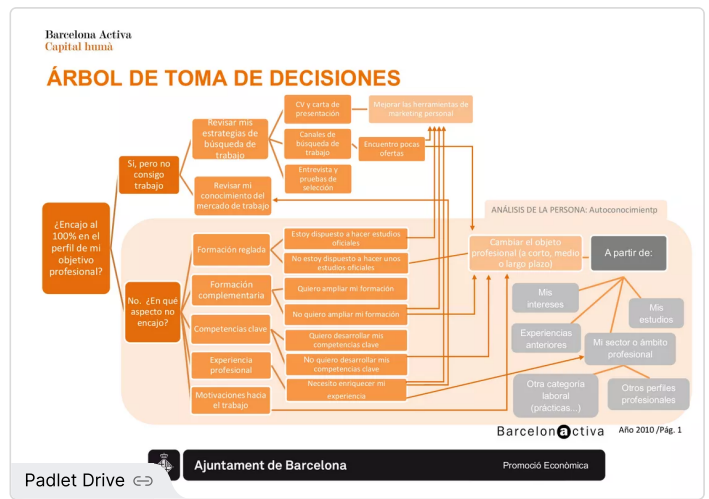 Barcelona Activa
Capital humà
ÁRBOL DE TOMA DE DECISIONES
¿Encajo al
100% en el
perfil de mi
objetivo
profesional?
Si, pero no
consigo
trabajo
Revisar mis
estrategias de
búsqueda de
trabajo
CV y carta de
presentación
Mejorar las herramientas de
marketing personal
Canales de
búsqueda de
trabajo
Encuentro pocas
ofertas
Entrevista y
pruebas de
selección
Revisar mi
conocimiento del
mercado de trabajo
No. ¿En qué
aspecto no
encajo?
Formación reglada
Estoy dispuesto a hacer estudios
oficiales
No estoy dispuesto a hacer unos
estudios oficiales
Formación
complementaria
Quiero ampliar mi formación
No quiero ampliar mi formación
Competencias clave
Quiero desarrollar mis
competencias clave
No quiero desarrollar mis
competencias clave
Experiencia
profesional
Necesito enriquecer mi
experiencia
Motivaciones hacia
el trabajo
ANÁLISIS DE LA PERSONA: Autoconocimientp
Cambiar el objeto
profesional (a corto, medio
o largo plazo)
A partir de:
Mis
intereses
Mis
estudios
Experiencias
anteriores
Mi sector o ámbito
profesional
Otra categoría
laboral
(prácticas...)
Otros perfiles
profesionales
Barcelonactiva
Año 2010 /Pág. 1
Ajuntament de Barcelona
Promoció Econòmica
Padlet Drive